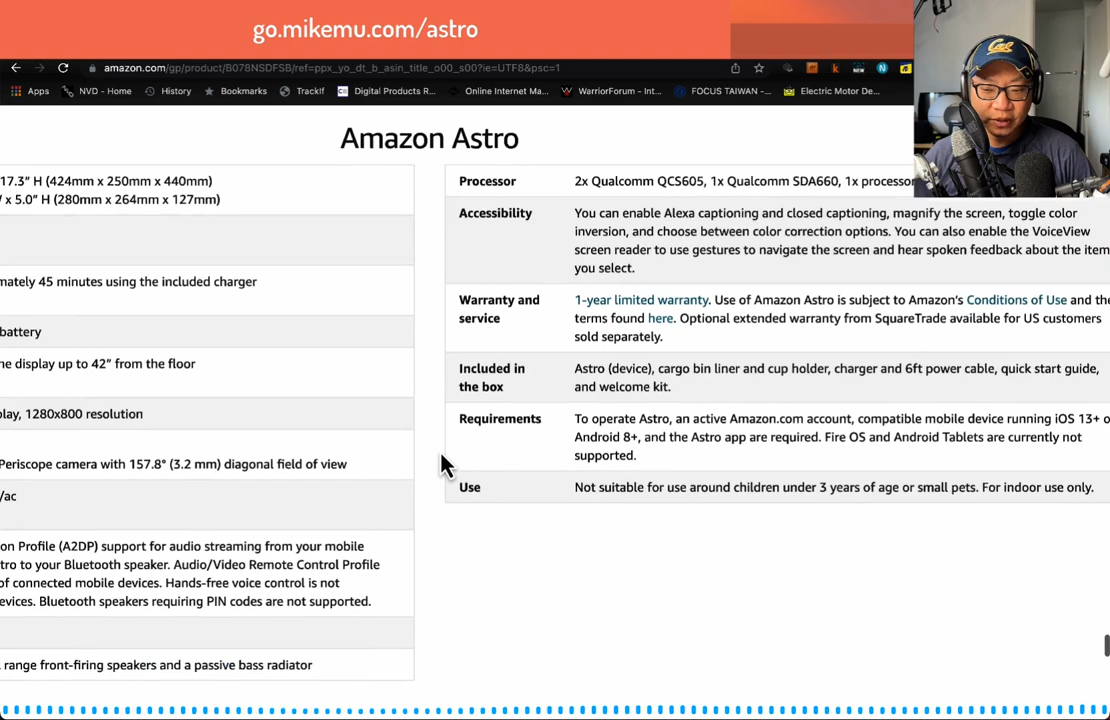 go.mikemu.com/astro
amazon.com/gp/product/B078NSDFSB/ref=ppx_yo_dt_b_asin_title_o00_s00?ie=UTF8&psc=1
Apps NVD - Home History Bookmarks TrackIf Digital Products R... Online Internet Ma... WarriorForum - Int... FOCUS TAIWAN -... Electric Motor De...
Cal
Amazon Astro
17.3” H (424mm x 250mm x 440mm)
x 5.0” H (280mm x 264mm x 127mm)
mately 45 minutes using the included charger
battery
ne display up to 42” from the floor
play, 1280x800 resolution
Periscope camera with 157.8° (3.2 mm) diagonal field of view
/ac
on Profile (A2DP) support for audio streaming from your mobile
tro to your Bluetooth speaker. Audio/Video Remote Control Profile
of connected mobile devices. Hands-free voice control is not
evices. Bluetooth speakers requiring PIN codes are not supported.
range front-firing speakers and a passive bass radiator
Processor 2x Qualcomm QCS605, 1x Qualcomm SDA660, 1x processor
Accessibility You can enable Alexa captioning and closed captioning, magnify the screen, toggle color
inversion, and choose between color correction options. You can also enable the VoiceView
screen reader to use gestures to navigate the screen and hear spoken feedback about the item
you select.
Warranty and service 1-year limited warranty. Use of Amazon Astro is subject to Amazon’s Conditions of Use and the
terms found here. Optional extended warranty from SquareTrade available for US customers
sold separately.
Included in the box Astro (device), cargo bin liner and cup holder, charger and 6ft power cable, quick start guide,
and welcome kit.
Requirements To operate Astro, an active Amazon.com account, compatible mobile device running iOS 13+ o
Android 8+, and the Astro app are required. Fire OS and Android Tablets are currently not
supported.
Use Not suitable for use around children under 3 years of age or small pets. For indoor use only.